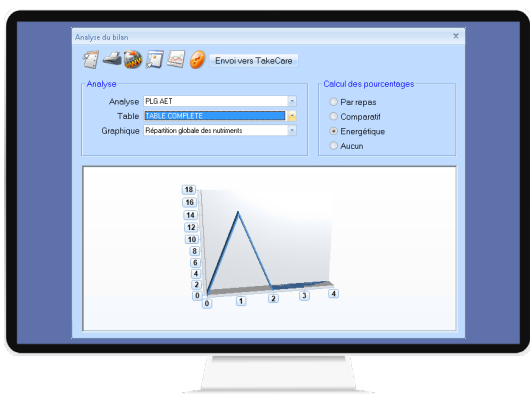 Analyse du bilan
Envoi vers TakeCare
Analyse
Analyse PLG AET
Table TABLE COMPLETE
Graphique Répartition globale des nutriments
Calcul des pourcentages
Par repas
Comparatif
Energétique
Aucun
18
16
14
12
10
8
6
4
2
0
0 1 2 3 4